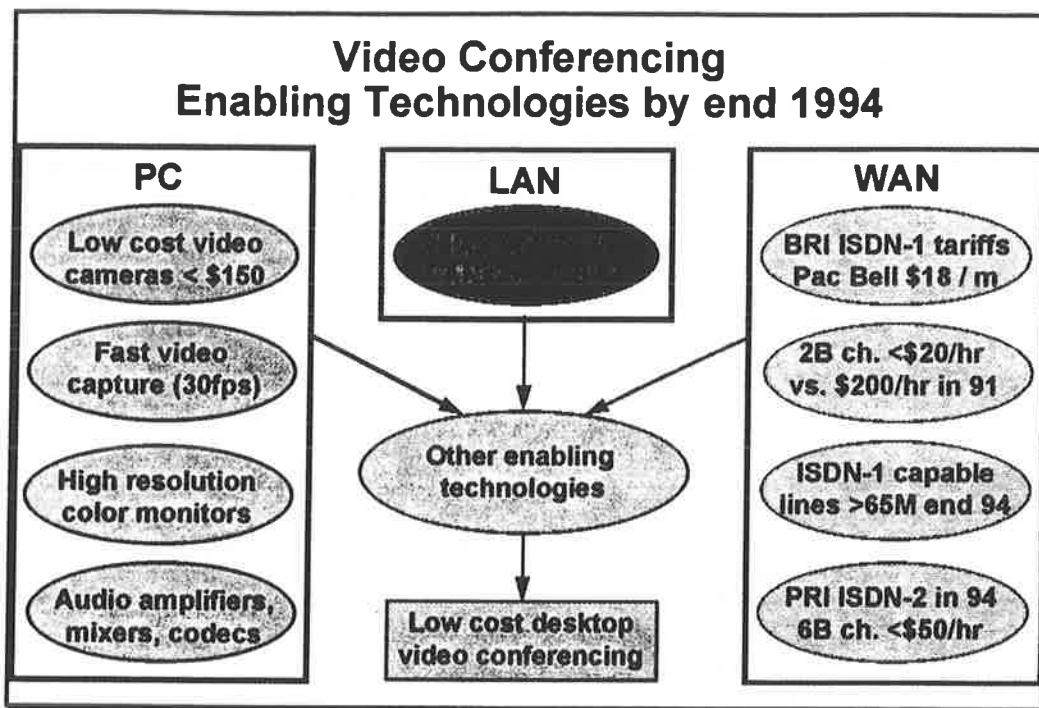 Video Conferencing
Enabling Technologies by end 1994
PC
Low cost video
cameras < $150
Fast video
capture (30fps)
High resolution
color monitors
Audio amplifiers,
mixers, codecs
LAN
Other enabling
technologies
Low cost desktop
video conferencing
WAN
BRI ISDN-1 tariffs
Pac Bell $18 / m
2B ch. <$20/hr
vs. $200/hr in 91
ISDN-1 capable
lines >65M end 94
PRI ISDN-2 in 94
6B ch. <$50/hr